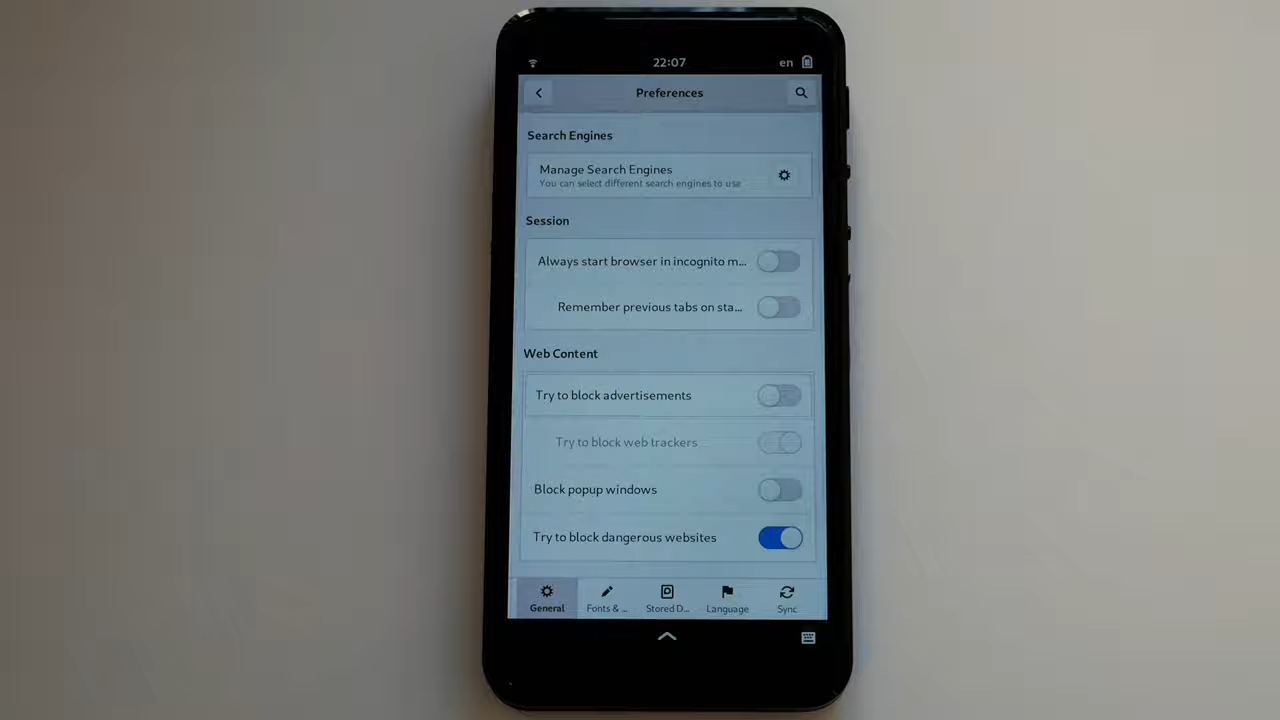 22:07
en
Preferences
Search Engines
Manage Search Engines
You can select different search engines to use
Session
Always start browser in incognito m...
Remember previous tabs on sta...
Web Content
Try to block advertisements
Try to block web trackers
Block popup windows
Try to block dangerous websites
General
Fonts & ...
Stored D...
Language
Sync